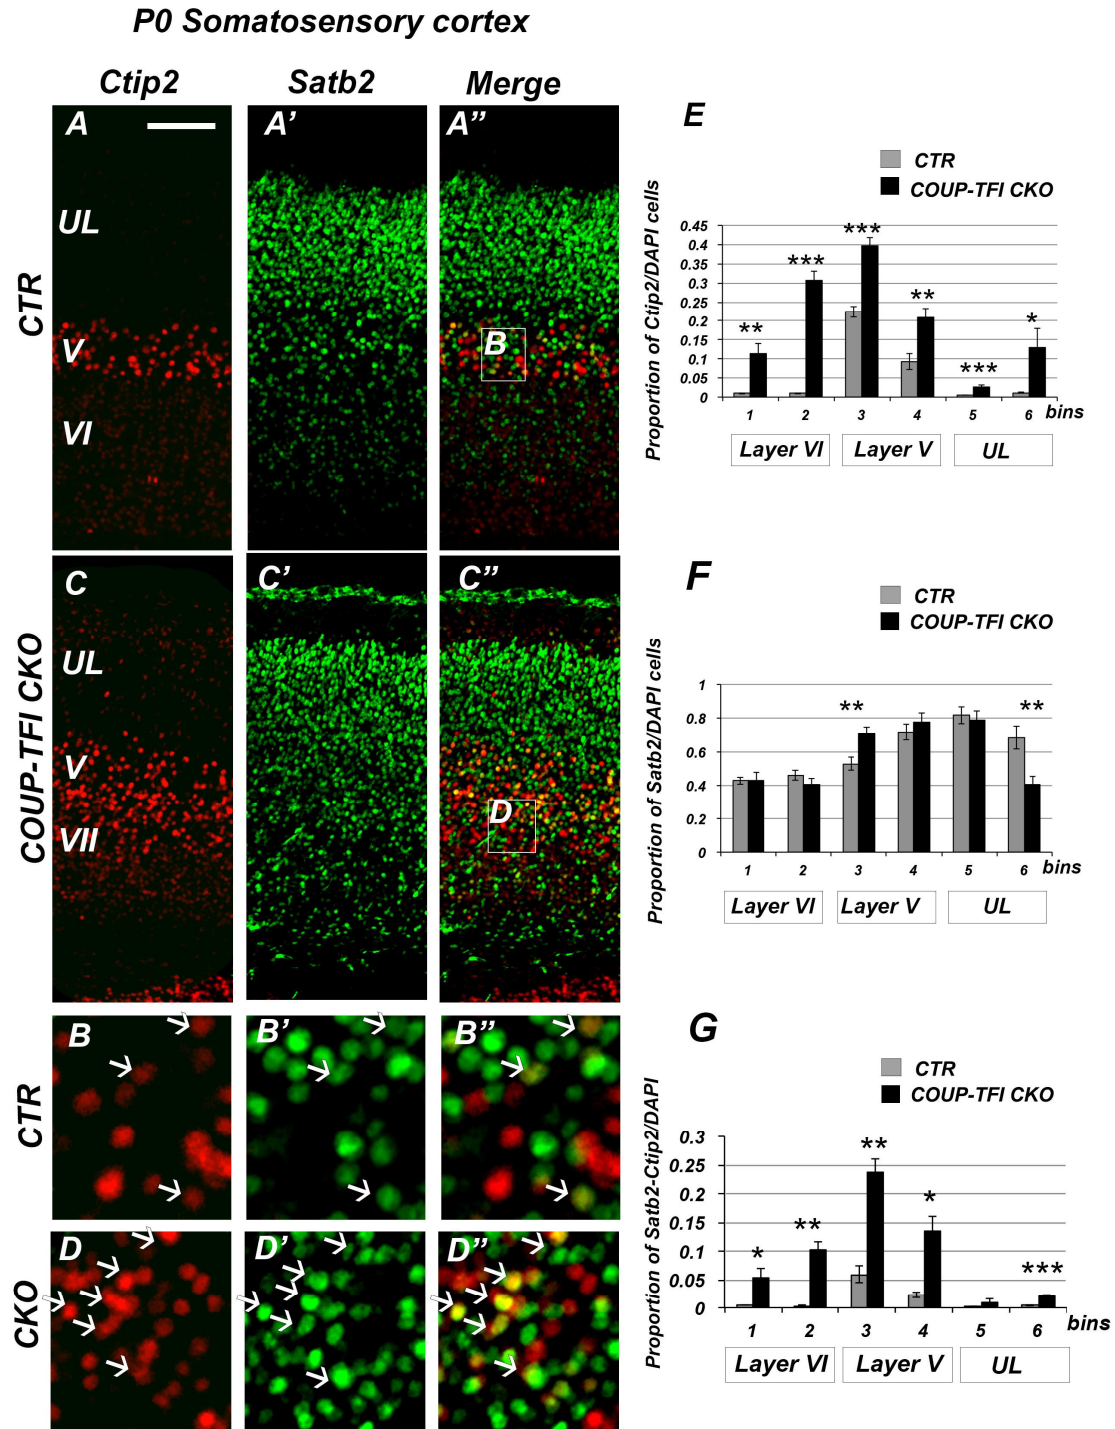 P0 Somatosensory cortex
Ctip2 Satb2 Merge
CTR
A A' A"
UL
V
VI
B
COUP-TFI CKO
C C' C"
UL
V
VII
D
CTR
B B' B"
CKO
D D' D"
E
CTR
COUP-TFI CKO
Proportion of Ctip2/DAPI cells
0.45
0.4
0.35
0.3
0.25
0.2
0.15
0.1
0.05
0
** *** *** ** *** *
1 2 3 4 5 6 bins
Layer VI Layer V UL
F
CTR
COUP-TFI CKO
Proportion of Satb2/DAPI cells
1
0.8
0.6
0.4
0.2
0
** **
1 2 3 4 5 6 bins
Layer VI Layer V UL
G
CTR
COUP-TFI CKO
Proportion of Satb2-Ctip2/DAPI
0.3
0.25
0.2
0.15
0.1
0.05
0
* ** ** * ***
1 2 3 4 5 6 bins
Layer VI Layer V UL